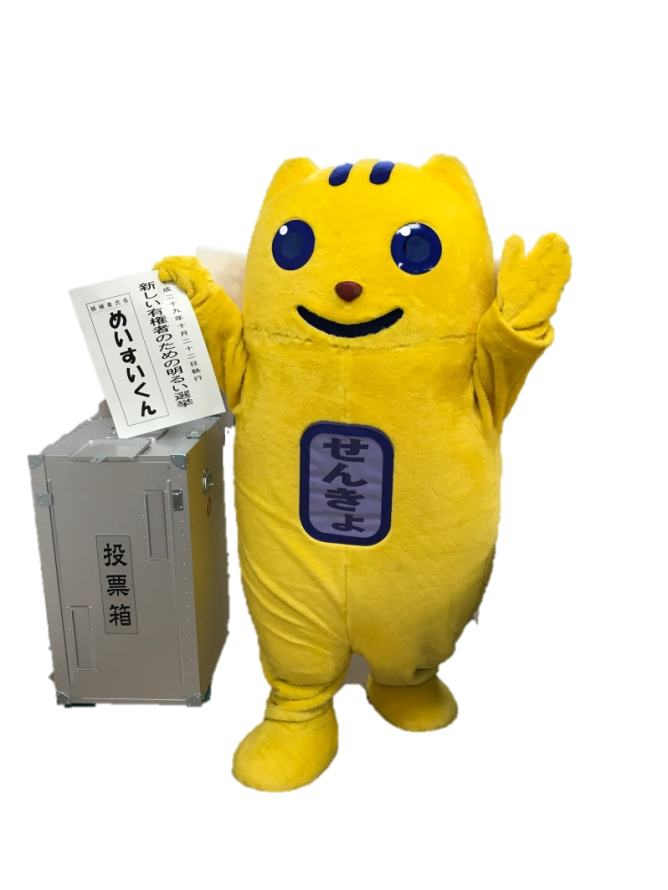 成二十九年十月二十二日執行
新しい有権者のための明るい選挙
候補者氏名
めいすいくん
せんきょ
投票箱